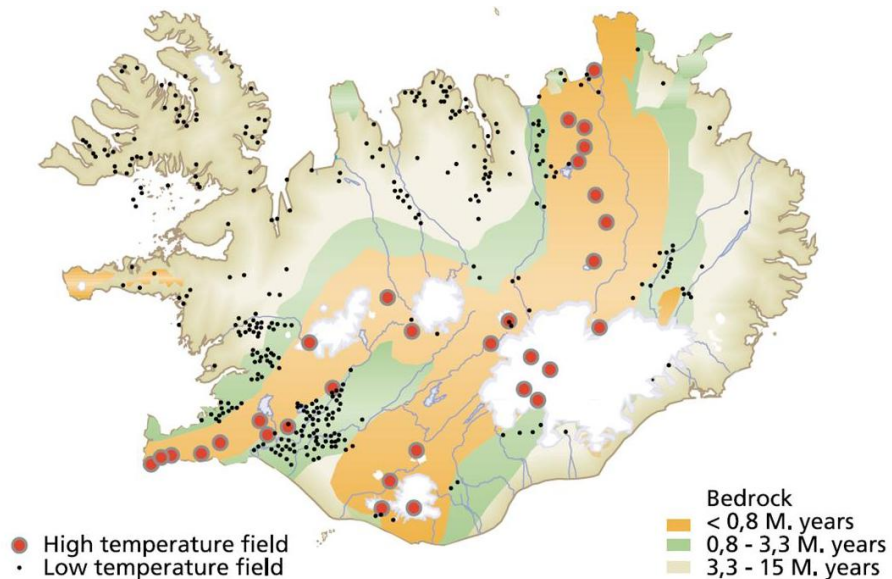 High temperature field
Low temperature field
Bedrock
< 0,8 M. years
0,8 - 3,3 M. years
3,3 - 15 M. years